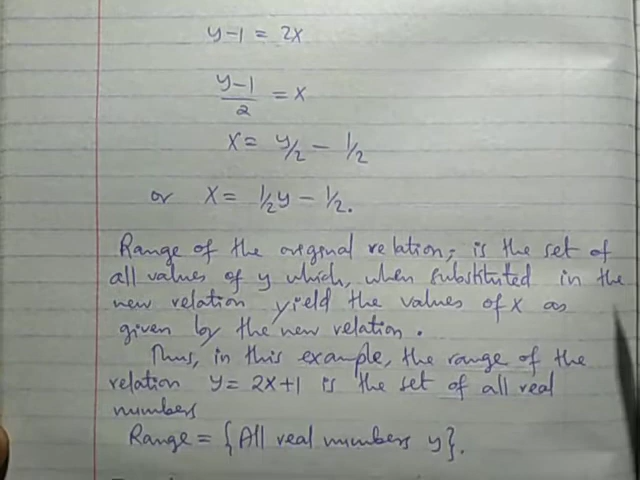 y-1 = 2x
y-1/2 = x
x = y/2 - 1/2
or x = 1/2y - 1/2.
Range of the original relation; is the set of
all values of y which, when substituted in the
new relation yield the values of x as
given by the new relation.
Thus, in this example, the range of the
relation y = 2x+1 is the set of all real
numbers
Range = {All real numbers y}.